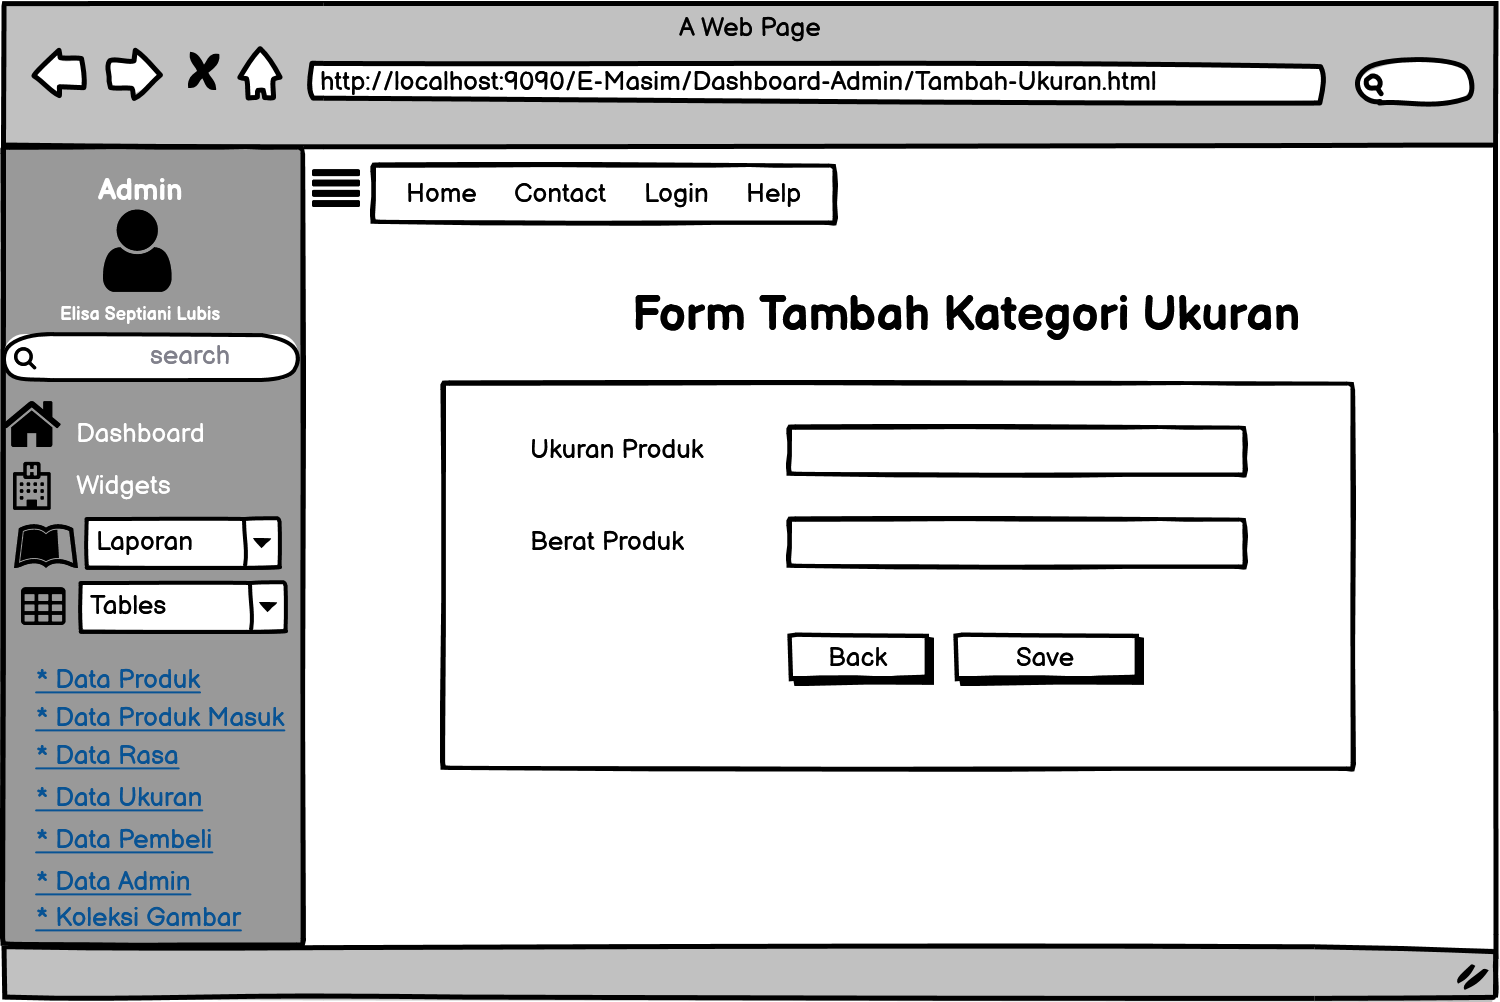 A Web Page
http://localhost:9090/E-Masim/Dashboard-Admin/Tambah-Ukuran.html
Admin
Elisa Septiani Lubis
search
Dashboard
Widgets
Laporan
Tables
* Data Produk
* Data Produk Masuk
* Data Rasa
* Data Ukuran
* Data Pembeli
* Data Admin
* Koleksi Gambar
Home Contact Login Help
Form Tambah Kategori Ukuran
Ukuran Produk
Berat Produk
Back Save